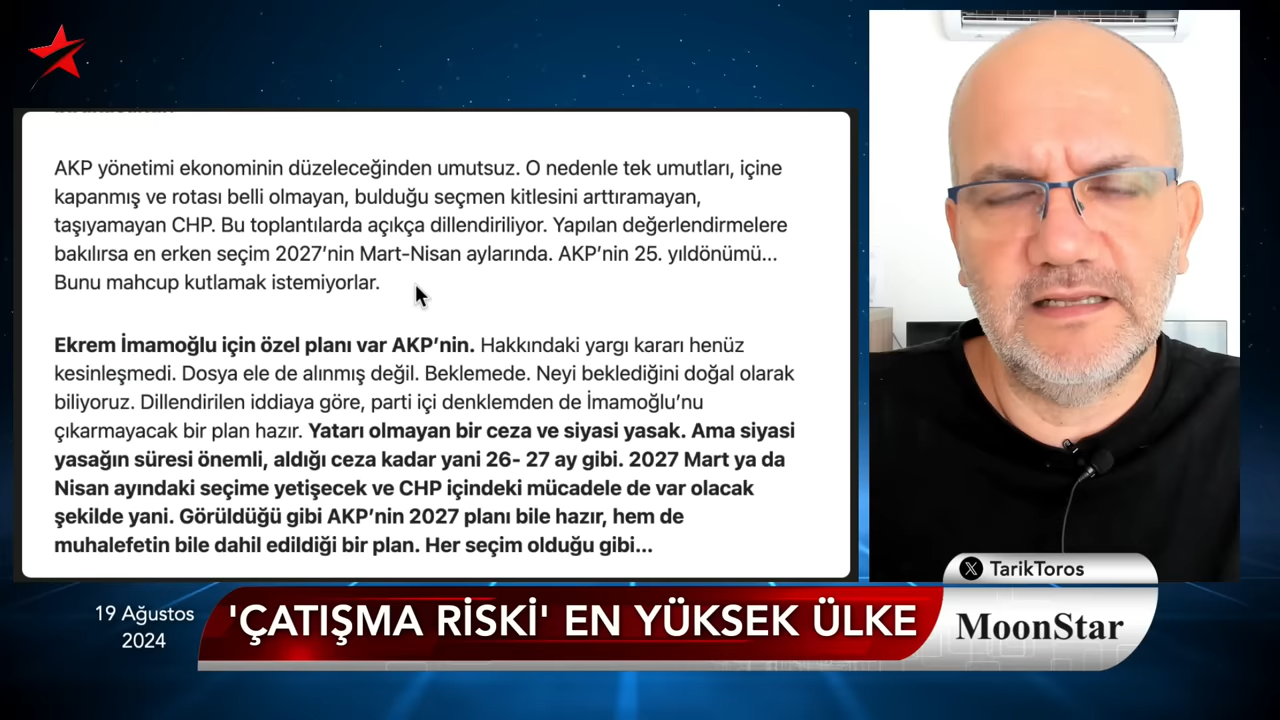 AKP yönetimi ekonominin düzeleceğinden umutsuz. O nedenle tek umutları, içine
kapanmış ve rotası belli olmayan, bulduğu seçmen kitlesini arttıramayan,
taşıyamayan CHP. Bu toplantılarda açıkça dillendiriliyor. Yapılan değerlendirmelere
bakılırsa en erken seçim 2027’nin Mart-Nisan aylarında. AKP’nin 25. yıldönümü...
Bunu mahcup kutlamak istemiyorlar.
Ekrem İmamoğlu için özel planı var AKP’nin. Hakkındaki yargı kararı henüz
kesinleşmedi. Dosya ele de alınmış değil. Beklemede. Neyi beklediğini doğal olarak
biliyoruz. Dillendirilen iddiaya göre, parti içi denklemden de İmamoğlu’nu
çıkarmayacak bir plan hazır. Yatarı olmayan bir ceza ve siyasi yasak. Ama siyasi
yasağın süresi önemli, aldığı ceza kadar yani 26- 27 ay gibi. 2027 Mart ya da
Nisan ayındaki seçime yetişecek ve CHP içindeki mücadele de var olacak
şekilde yani. Görüldüğü gibi AKP’nin 2027 planı bile hazır, hem de
muhalefetin bile dahil edildiği bir plan. Her seçim olduğu gibi...
X TarikToros
19 Ağustos
2024
'ÇATIŞMA RİSKİ' EN YÜKSEK ÜLKE
MoonStar